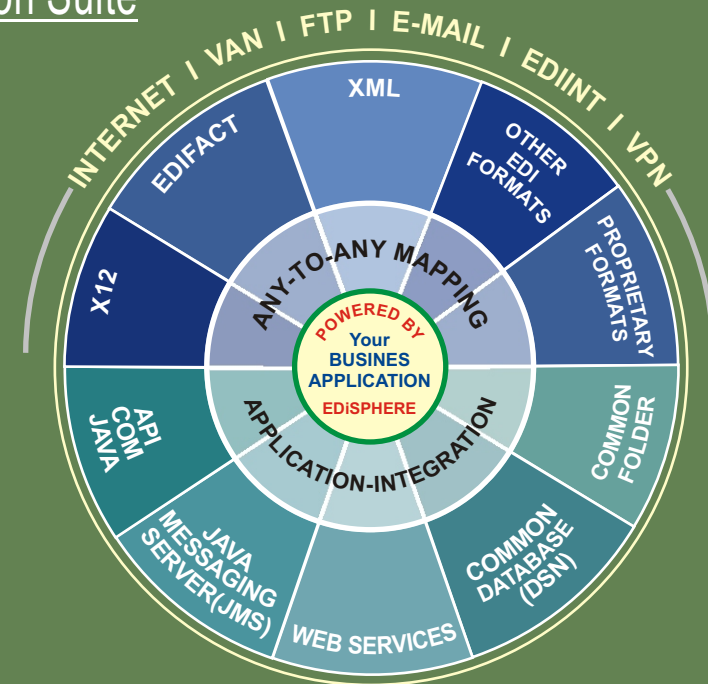 on Suite
INTERNET I VAN I FTP I E-MAIL I EDIINT I VPN
XML
OTHER
EDI
FORMATS
PROPRIETARY
FORMATS
COMMON
FOLDER
COMMON
DATABASE
(DSN)
WEB SERVICES
JAVA
MESSAGING
SERVER(JMS)
API
COM
JAVA
X12
EDIFACT
ANY-TO-ANY MAPPING
APPLICATION-INTEGRATION
POWERED BY
Your
BUSINES
APPLICATION
EDiSPHERE